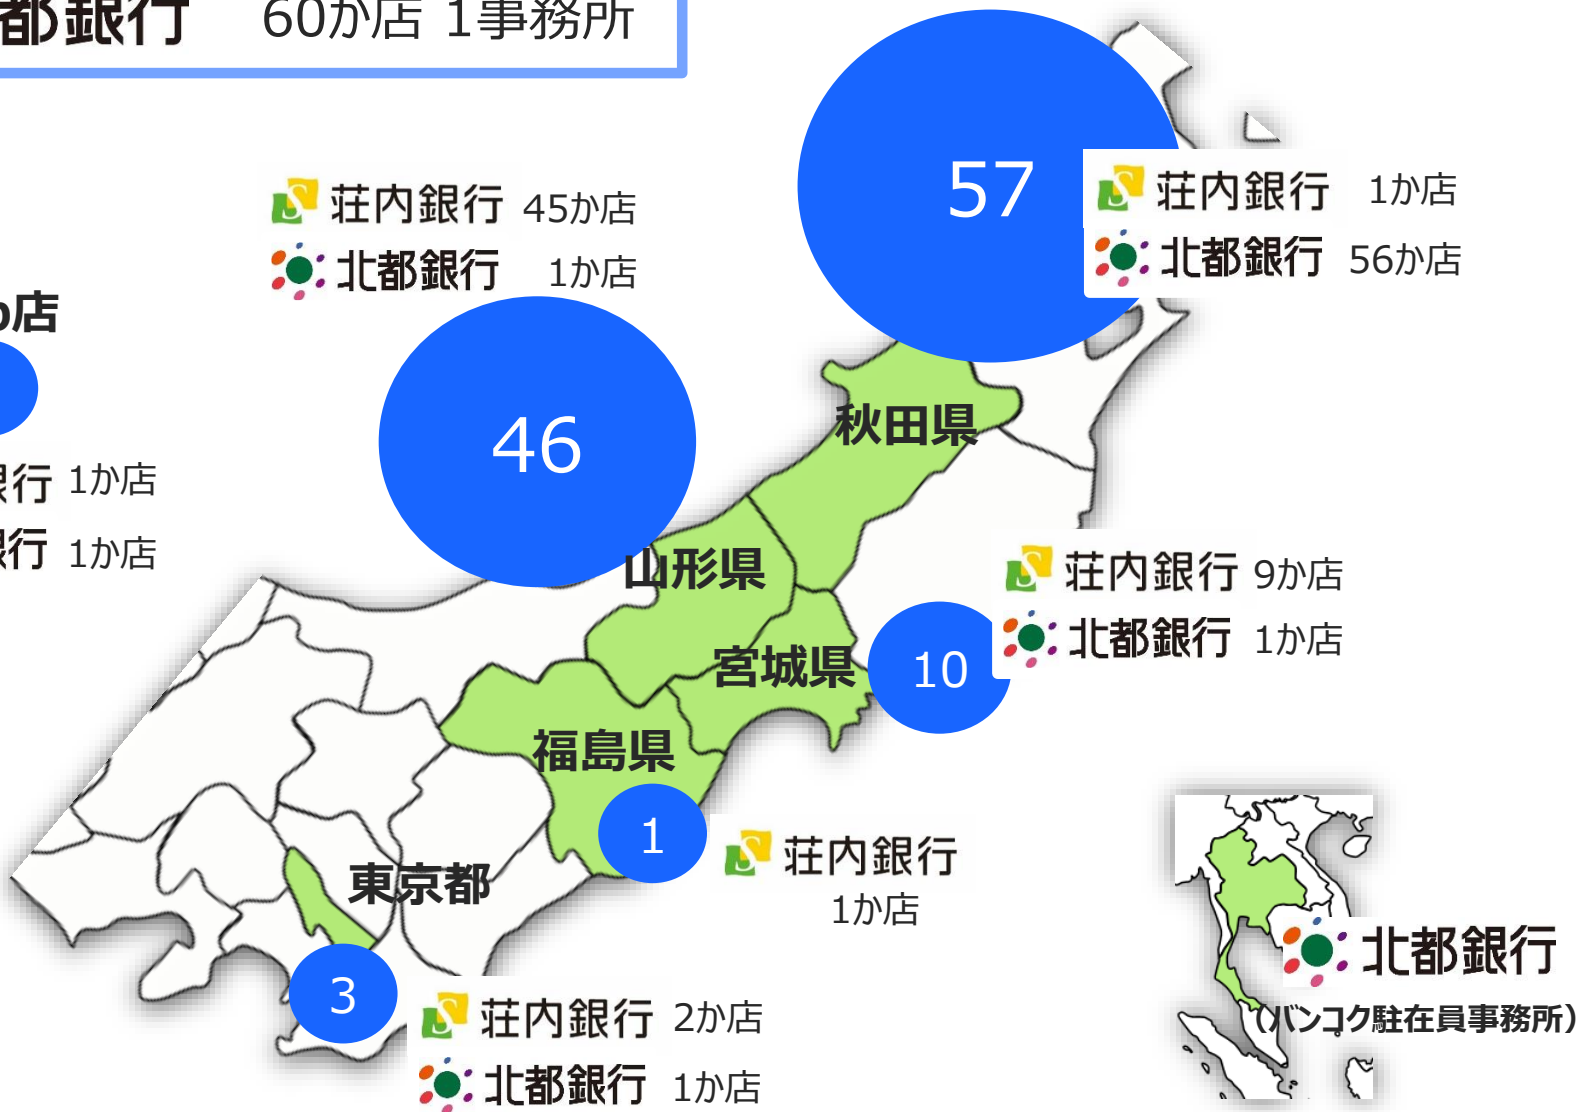 都銀行 60か店 1事務所
荘内銀行 45か店
北都銀行 1か店
57
荘内銀行 1か店
北都銀行 56か店
店
46
秋田県
行 1か店
銀行 1か店
山形県
荘内銀行 9か店
北都銀行 1か店
宮城県
10
福島県
1
荘内銀行
1か店
東京都
3
荘内銀行 2か店
北都銀行 1か店
北都銀行
(バンコク駐在員事務所)